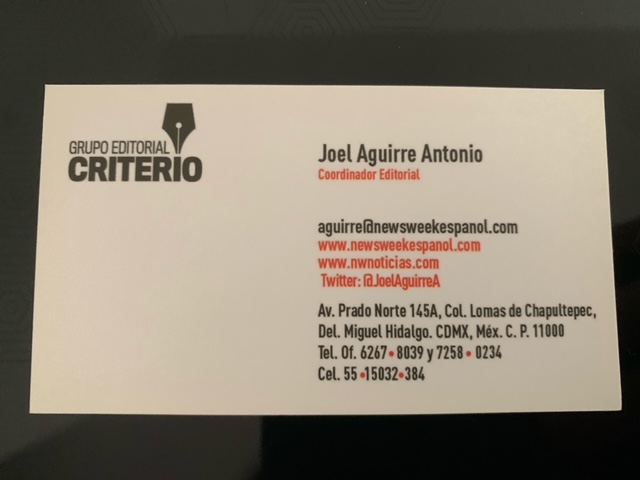 GRUPO EDITORIAL
CRITERIO
Joel Aguirre Antonio
Coordinador Editorial
aguirre@newsweekespanol.com
www.newsweekespanol.com
www.nwnoticias.com
Twitter: @JoelAguirreA
Av. Prado Norte 145A, Col. Lomas de Chapultepec,
Del. Miguel Hidalgo. CDMX, Méx. C. P. 11000
Tel. Of. 6267•8039 y 7258•0234
Cel. 55•15032•384